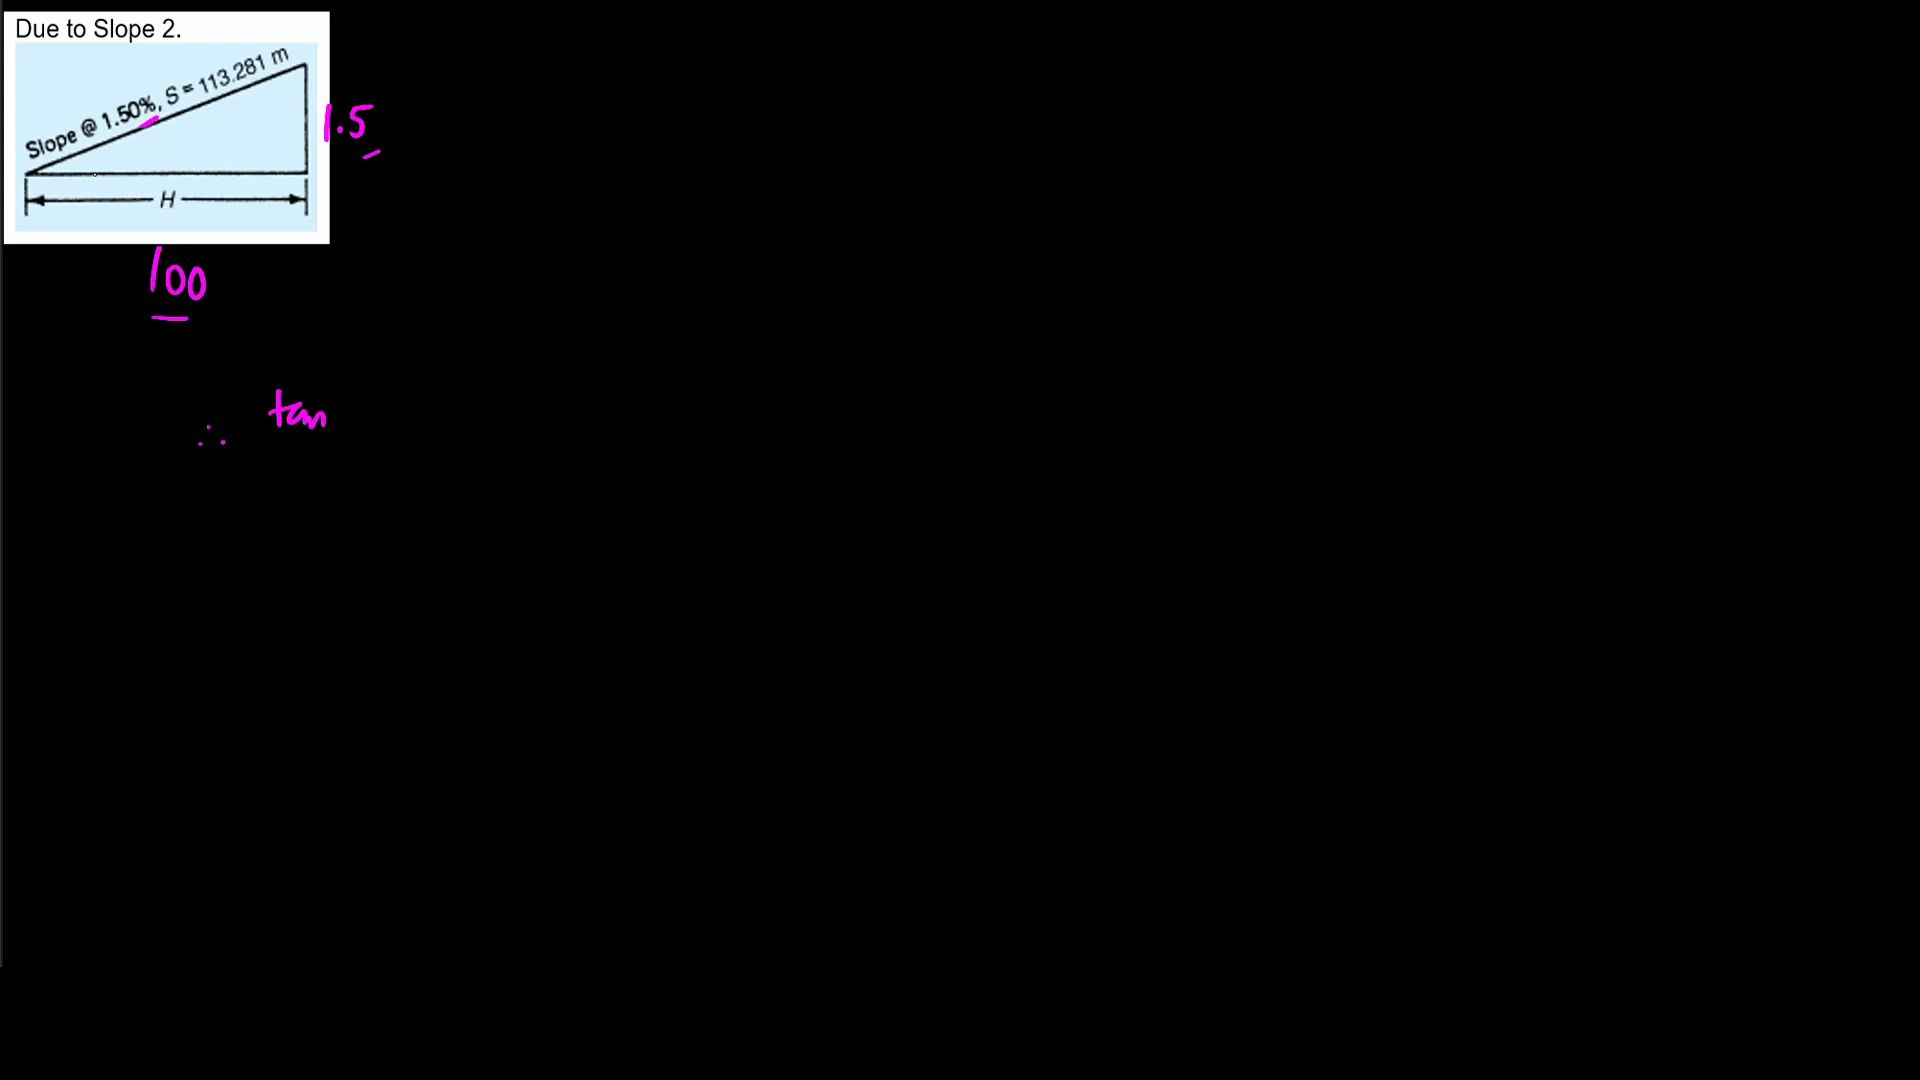 Due to Slope 2.
Slope @ 1.50%, S = 113.281 m
1.5
H
100
∴ tan